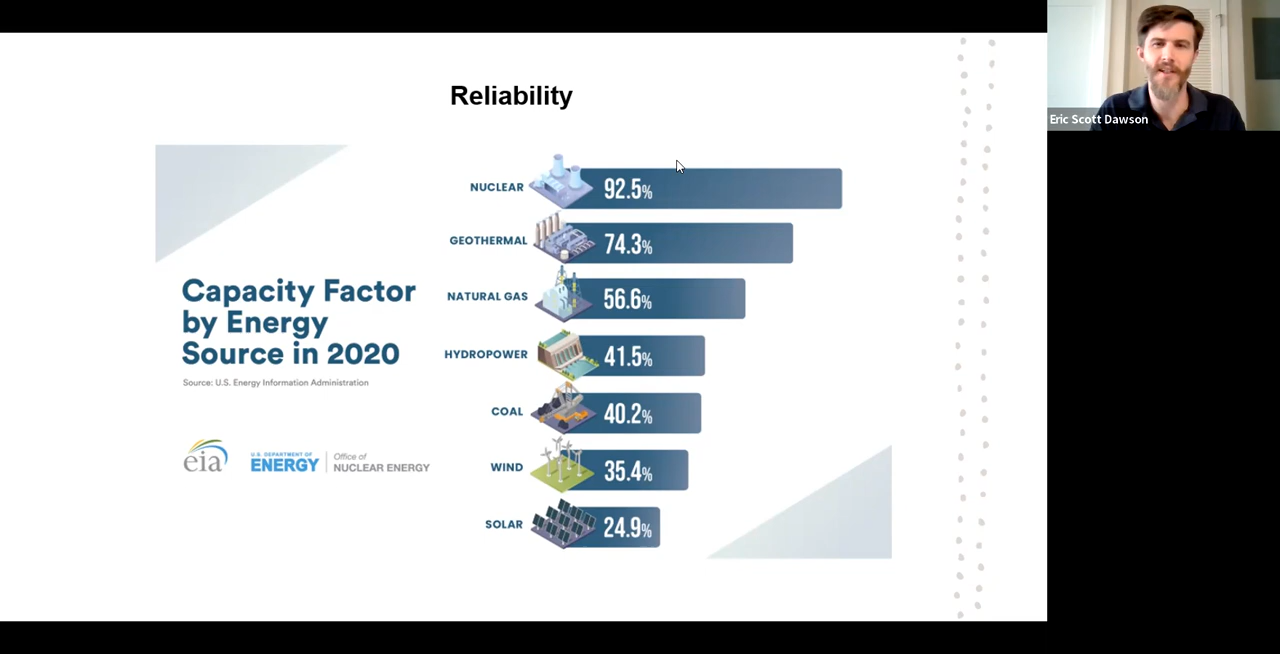 Reliability
Eric Scott Dawson
NUCLEAR 92.5%
GEOTHERMAL 74.3%
NATURAL GAS 56.6%
HYDROPOWER 41.5%
COAL 40.2%
WIND 35.4%
SOLAR 24.9%
Capacity Factor
by Energy
Source in 2020
Source: U.S. Energy Information Administration
eia
U.S. DEPARTMENT OF
ENERGY
Office of
NUCLEAR ENERGY